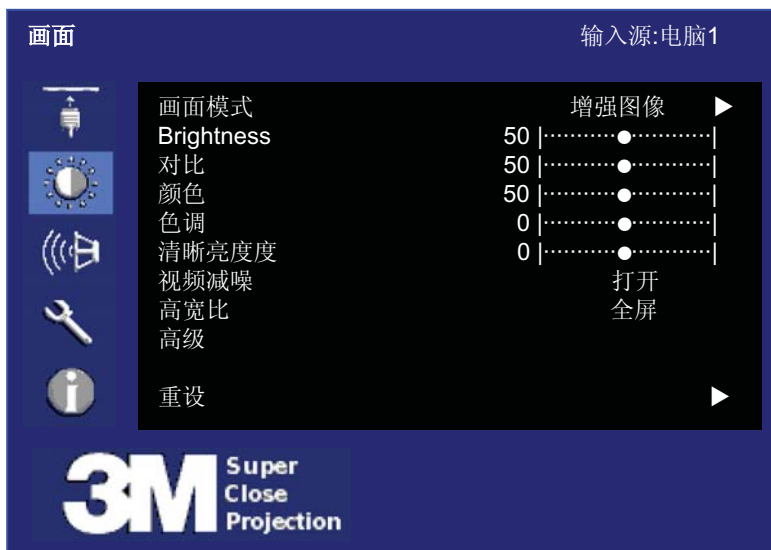 画面 输入源:电脑1
画面模式 增强图像 ▶
Brightness 50 |···········●············|
对比 50 |···········●············|
颜色 50 |···········●············|
色调 0 |···········●············|
清晰亮度度 0 |···········●············|
视频减噪 打开
高宽比 全屏
高级
重设 ▶
3M Super
Close
Projection